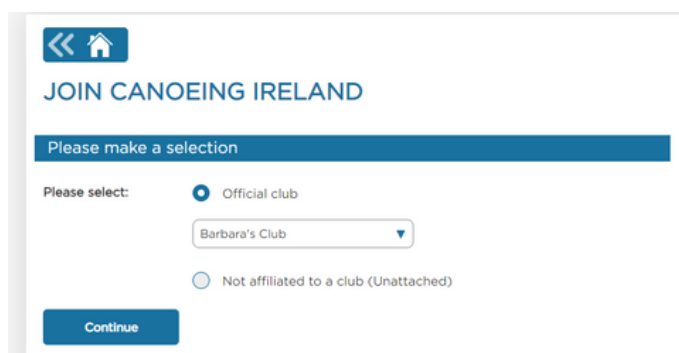 JOIN CANOEING IRELAND
Please make a selection
Please select:
Official club
Barbara's Club
Not affiliated to a club (Unattached)
Continue